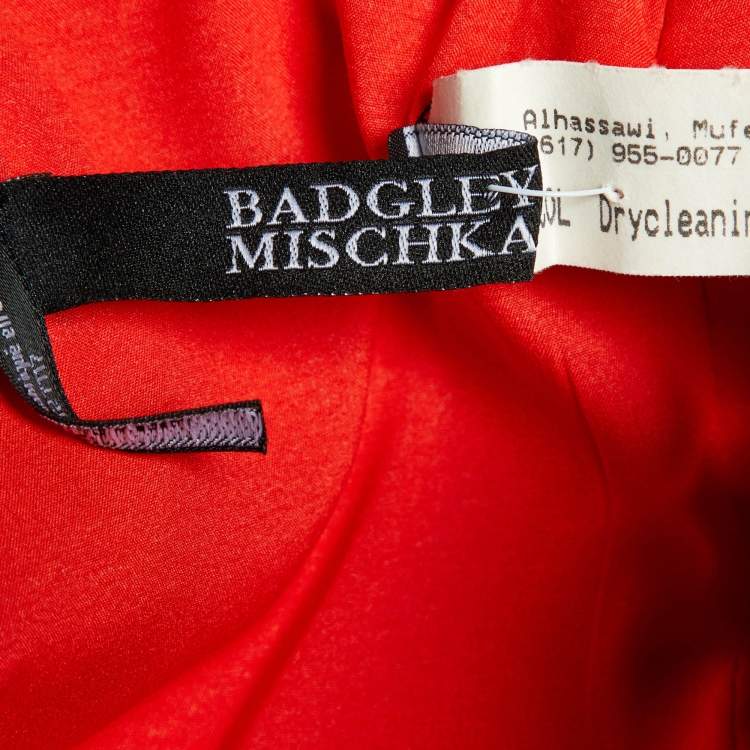 BADGLEY
MISCHKA
Alhassawi, Mufe
617) 955-0077
Drycleanin